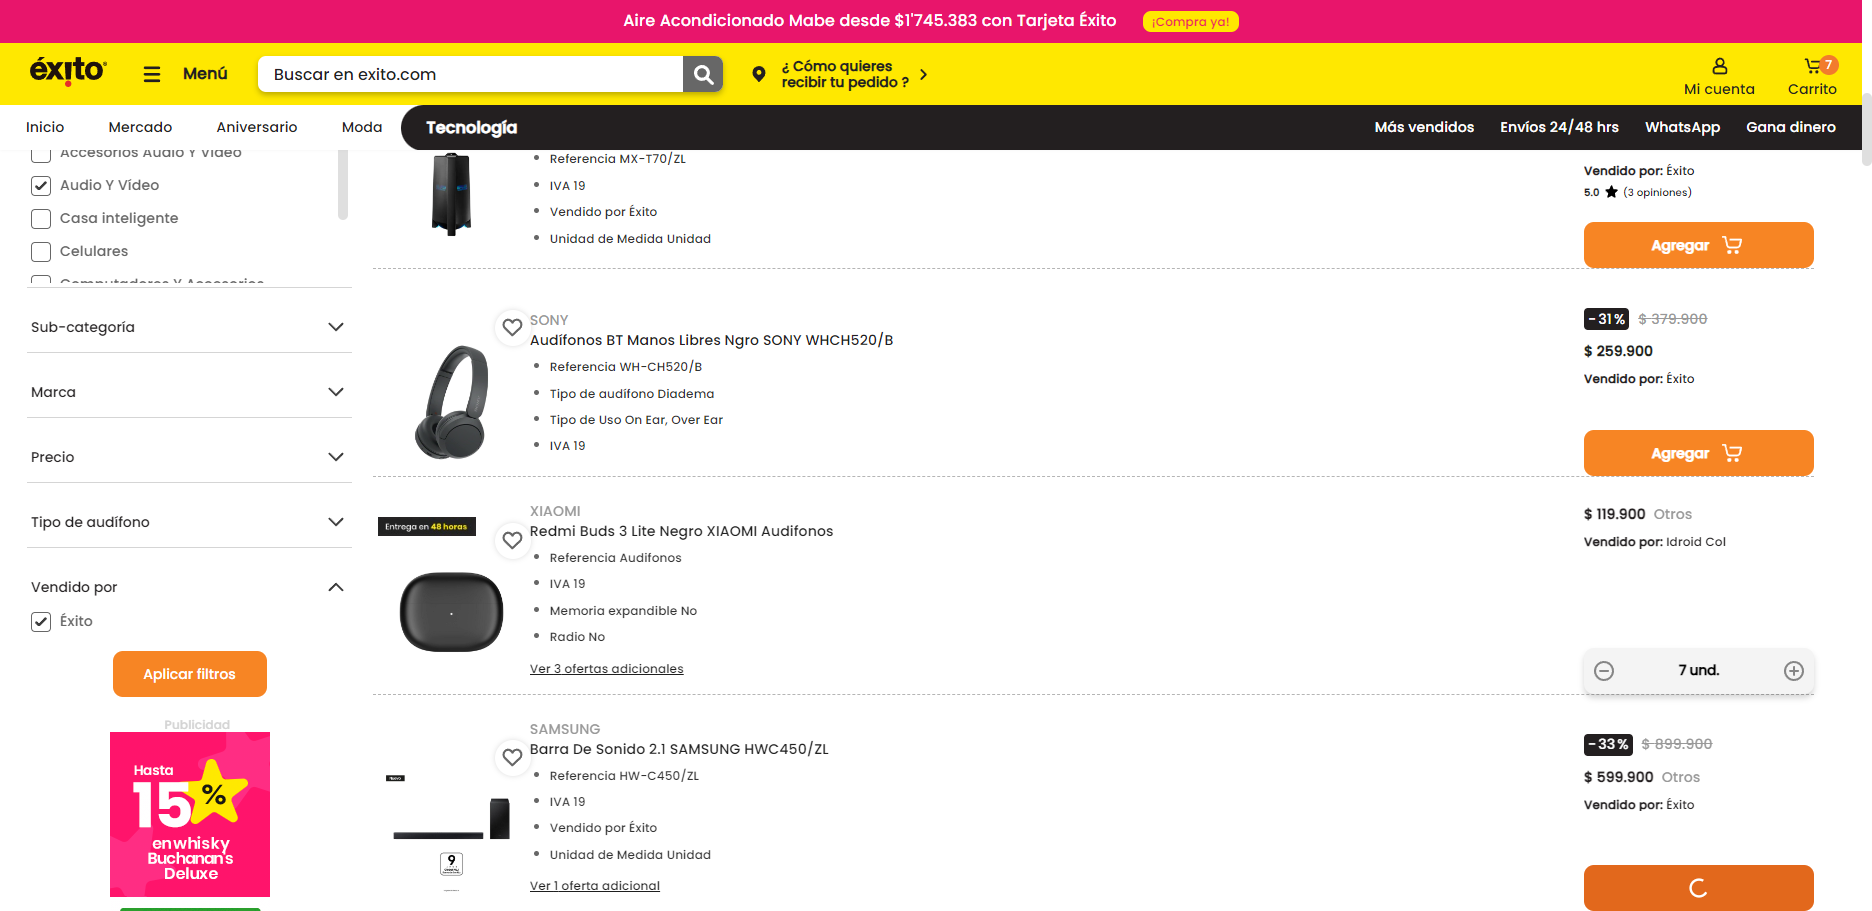 Aire Acondicionado Mabe desde $1'745.383 con Tarjeta Éxito ¡Compra ya!
éxito Menú Buscar en exito.com ¿ Cómo quieres
recibir tu pedido ?
Mi cuenta
7
Carrito
Inicio Mercado Aniversario Moda Tecnología Más vendidos Envíos 24/48 hrs WhatsApp Gana dinero
Accesorios Audio Y Video
Audio Y Vídeo
Casa inteligente
Celulares
Computadores Y Accesorios
Sub-categoría
Marca
Precio
Tipo de audífono
Vendido por
Éxito
Aplicar filtros
Publicidad
Hasta
15%
en whisky
Buchanan's
Deluxe
Referencia MX-T70/ZL
IVA 19
Vendido por Éxito
Unidad de Medida Unidad
Vendido por: Éxito
5.0 (3 opiniones)
Agregar
SONY
Audífonos BT Manos Libres Ngro SONY WHCH520/B
Referencia WH-CH520/B
Tipo de audífono Diadema
Tipo de Uso On Ear, Over Ear
IVA 19
-31% $ 379.900
$ 259.900
Vendido por: Éxito
Agregar
Entrega en 48 horas
XIAOMI
Redmi Buds 3 Lite Negro XIAOMI Audifonos
Referencia Audifonos
IVA 19
Memoria expandible No
Radio No
Ver 3 ofertas adicionales
$ 119.900 Otros
Vendido por: Idroid Col
7 und.
SAMSUNG
Barra De Sonido 2.1 SAMSUNG HWC450/ZL
Referencia HW-C450/ZL
IVA 19
Vendido por Éxito
Unidad de Medida Unidad
Ver 1 oferta adicional
9
-33% $ 899.900
$ 599.900 Otros
Vendido por: Éxito